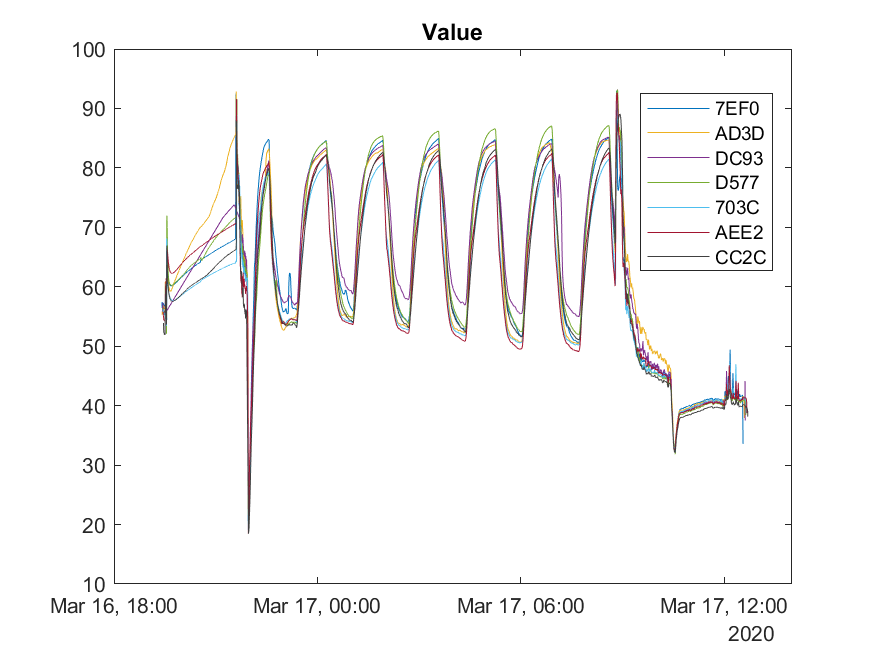 Value
100
90
80
70
60
50
40
30
20
10
7EF0
AD3D
DC93
D577
703C
AEE2
CC2C
Mar 16, 18:00
Mar 17, 00:00
Mar 17, 06:00
Mar 17, 12:00
2020